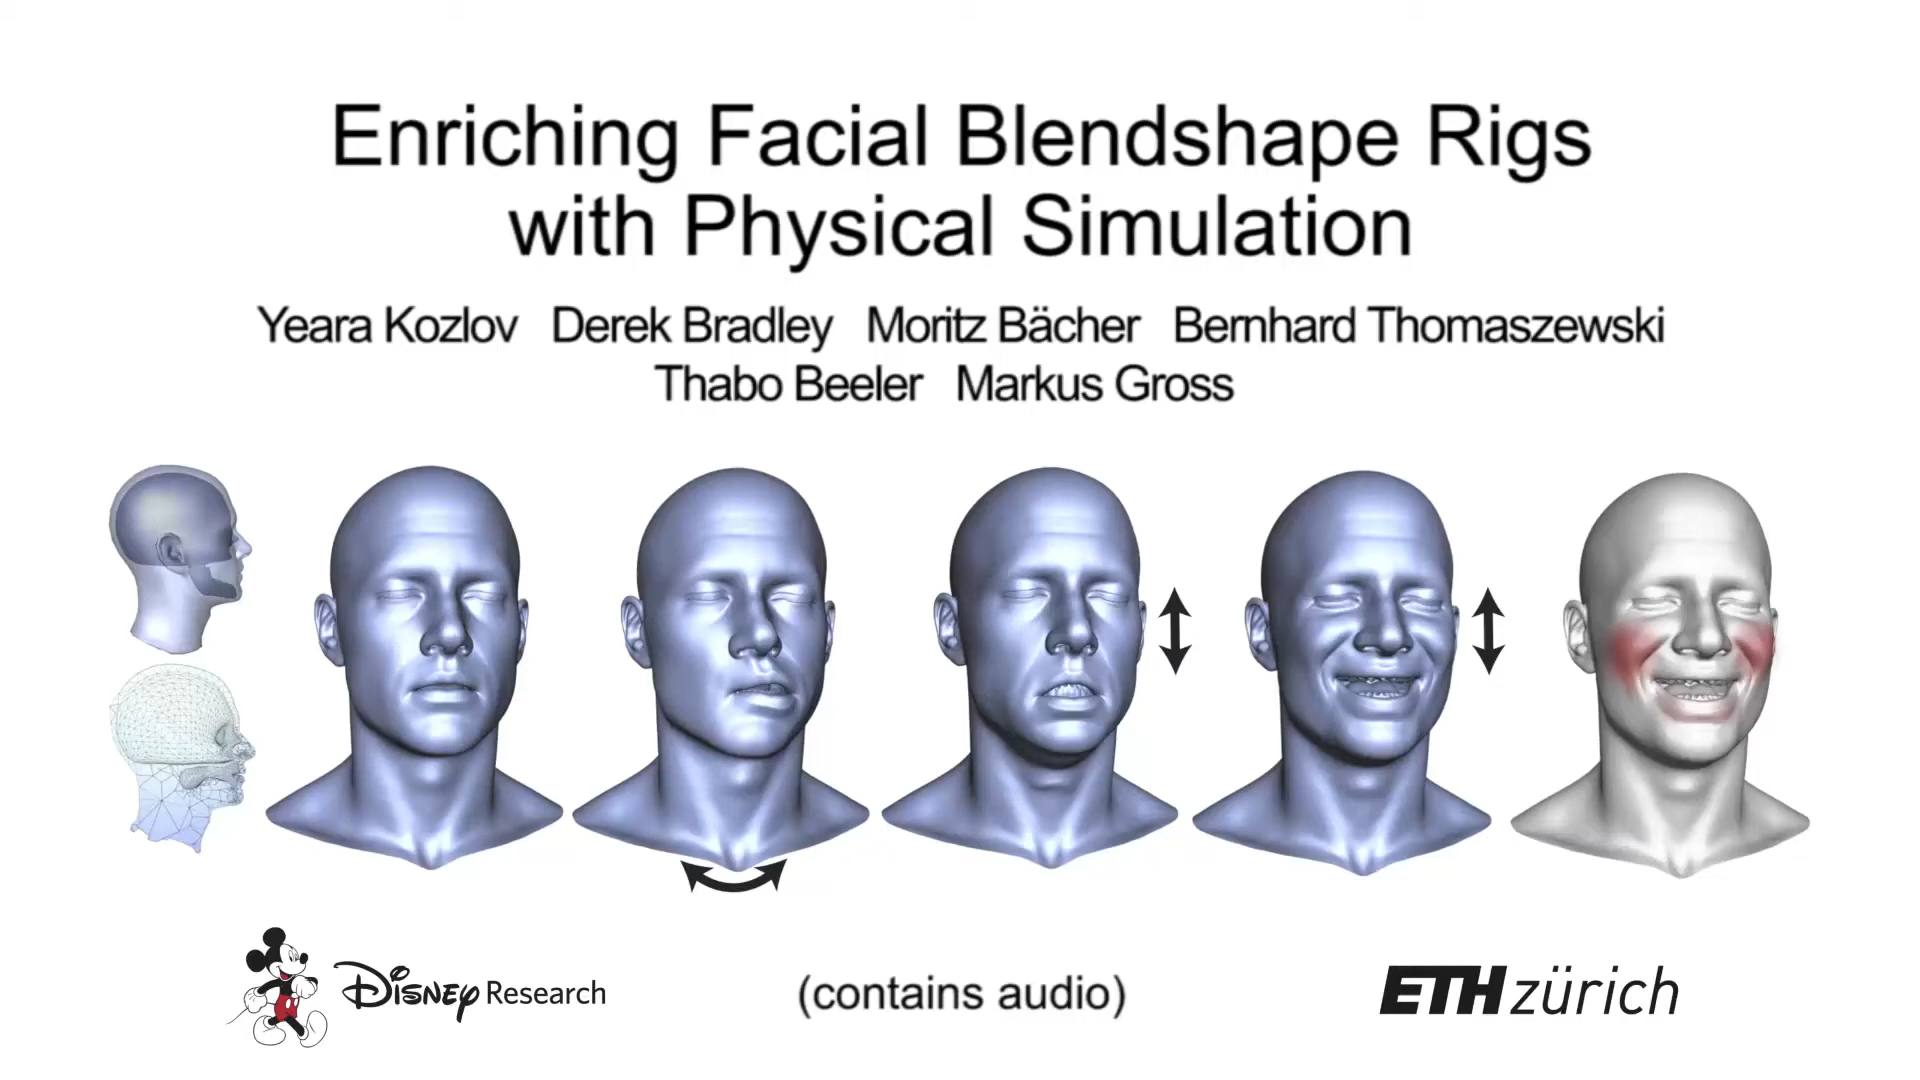 Enriching Facial Blendshape Rigs
with Physical Simulation
Yeara Kozlov Derek Bradley Moritz Bächer Bernhard Thomaszewski
Thabo Beeler Markus Gross
Disney Research
(contains audio)
ETH zürich